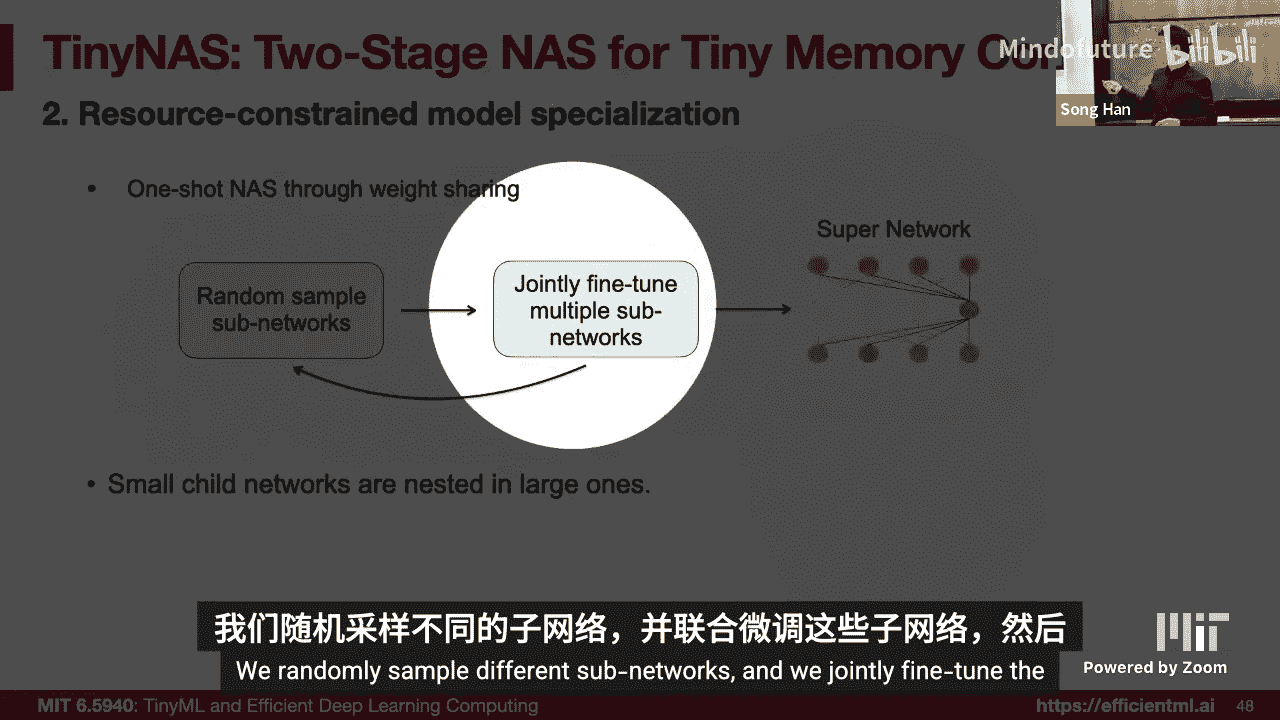 TinyNAS: Two-Stage NAS for Tiny Memory
Mindofuture bilibili
Song Han
2. Resource-constrained model specialization
• One-shot NAS through weight sharing
Super Network
Random sample
sub-networks
Jointly fine-tune
multiple sub-
networks
• Small child networks are nested in large ones.
我们随机采样不同的子网络，并联合微调这些子网络，然后
We randomly sample different sub-networks, and we jointly fine-tune the
MIT
Powered by Zoom
MIT 6.5940: TinyML and Efficient Deep Learning Computing
https://efficientml.ai
48